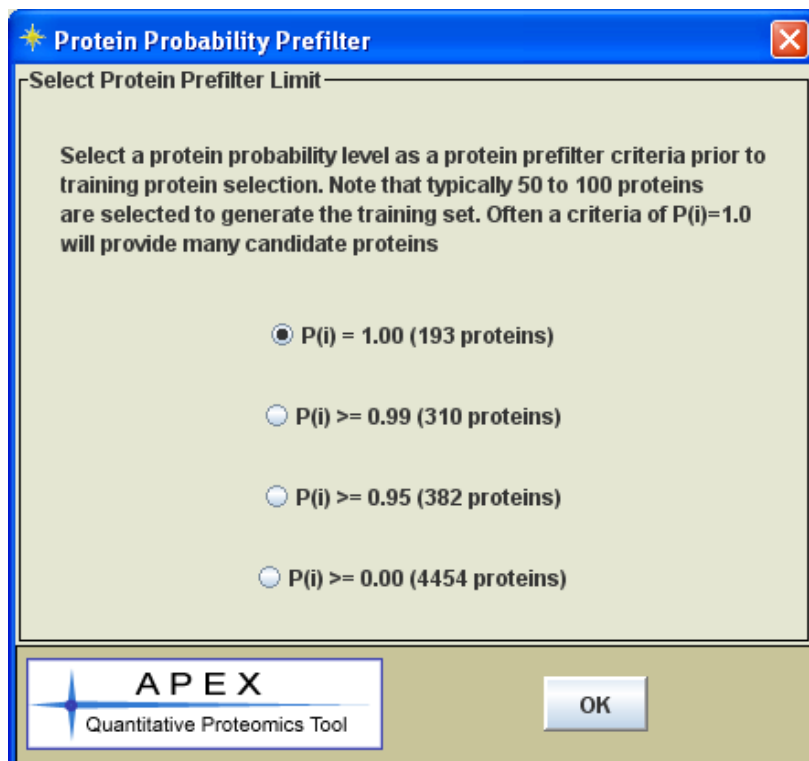 Protein Probability Prefilter
Select Protein Prefilter Limit
Select a protein probability level as a protein prefilter criteria prior to
training protein selection. Note that typically 50 to 100 proteins
are selected to generate the training set. Often a criteria of P(i)=1.0
will provide many candidate proteins
P(i) = 1.00 (193 proteins)
P(i) >= 0.99 (310 proteins)
P(i) >= 0.95 (382 proteins)
P(i) >= 0.00 (4454 proteins)
APEX
Quantitative Proteomics Tool
OK